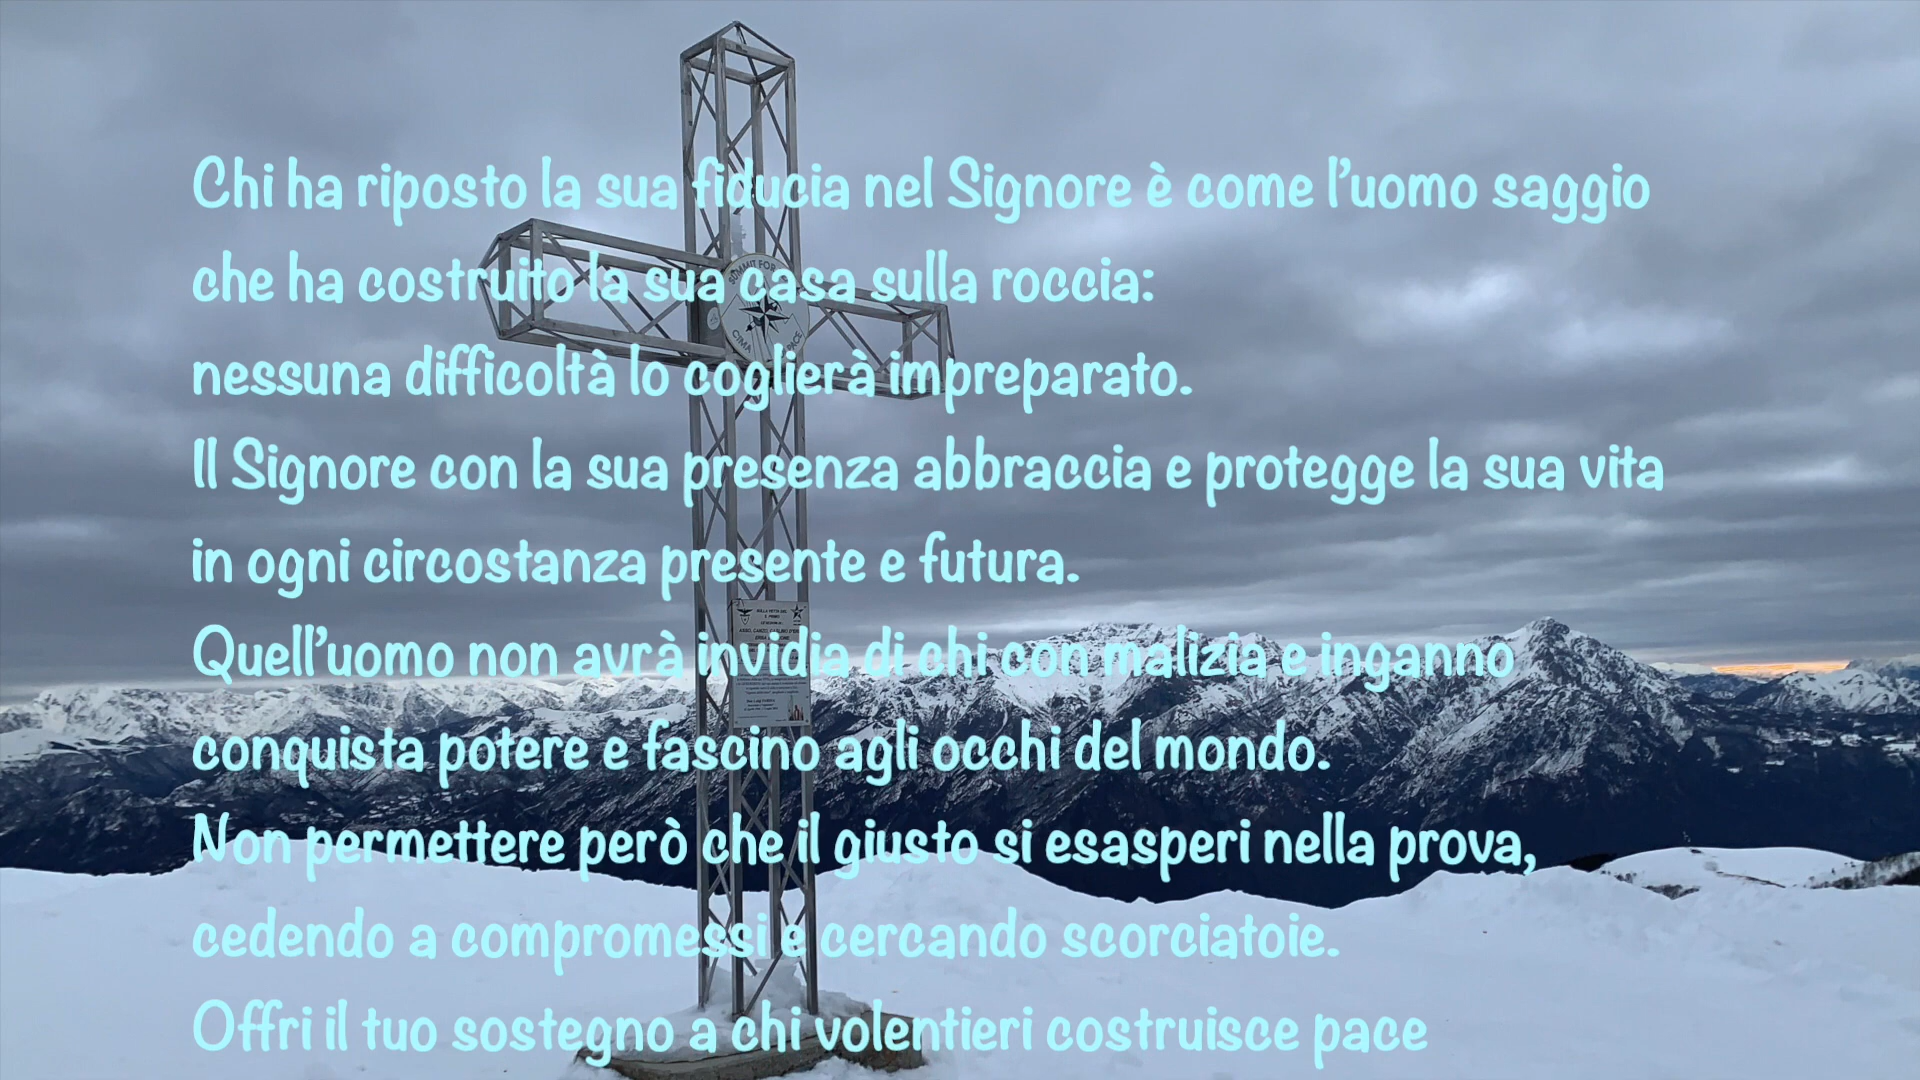 Chi ha riposto la sua fiducia nel Signore è come l'uomo saggio
che ha costruito la sua casa sulla roccia:
nessuna difficoltà lo coglierà impreparato.
Il Signore con la sua presenza abbraccia e protegge la sua vita
in ogni circostanza presente e futura.
Quell'uomo non avrà invidia di chi con malizia e inganno
conquista potere e fascino agli occhi del mondo.
Non permettere però che il giusto si esasperi nella prova,
cedendo a compromessi e cercando scorciatoie.
Offri il tuo sostegno a chi volentieri costruisce pace
SUMMIT FOR
CIMA PACE